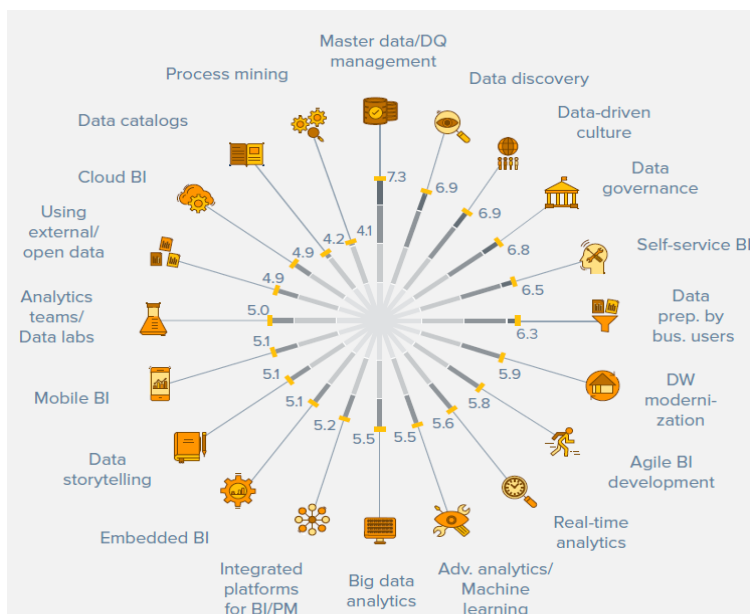 Master data/DQ
management
7.3
Data discovery
6.9
Data-driven
culture
6.9
Data
governance
6.8
Self-service BI
6.5
Data
prep. by
bus. users
6.3
DW
moderni-
zation
5.9
Agile BI
development
5.8
Real-time
analytics
5.6
Adv. analytics/
Machine
learning
5.5
Big data
analytics
5.5
Integrated
platforms
for BI/PM
5.2
Embedded BI
5.1
Data
storytelling
5.1
Mobile BI
5.1
Analytics
teams/
Data labs
5.0
Using
external/
open data
4.9
Cloud BI
4.9
Data catalogs
4.2
Process mining
4.1